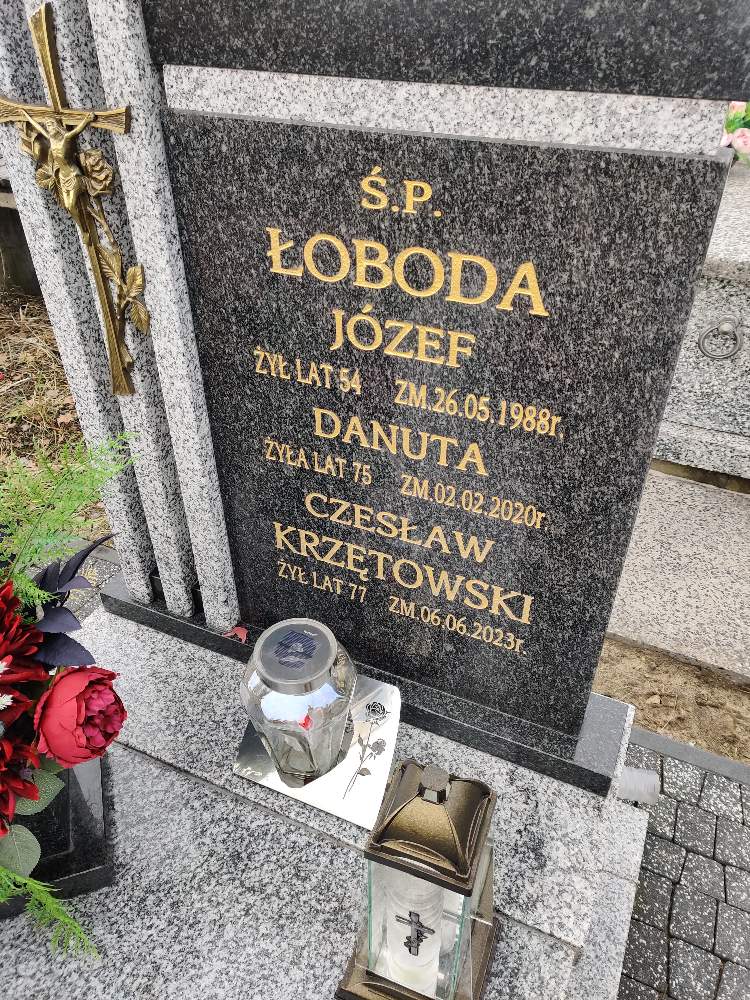 Ś.P.
ŁOBODA
JÓZEF
ŻYŁ LAT 54 ZM.26.05.1988r.
DANUTA
ŻYŁA LAT 75 ZM.02.02.2020r.
CZESŁAW
KRZĘTOWSKI
ŻYŁ LAT 77 ZM.06.06.2023r.